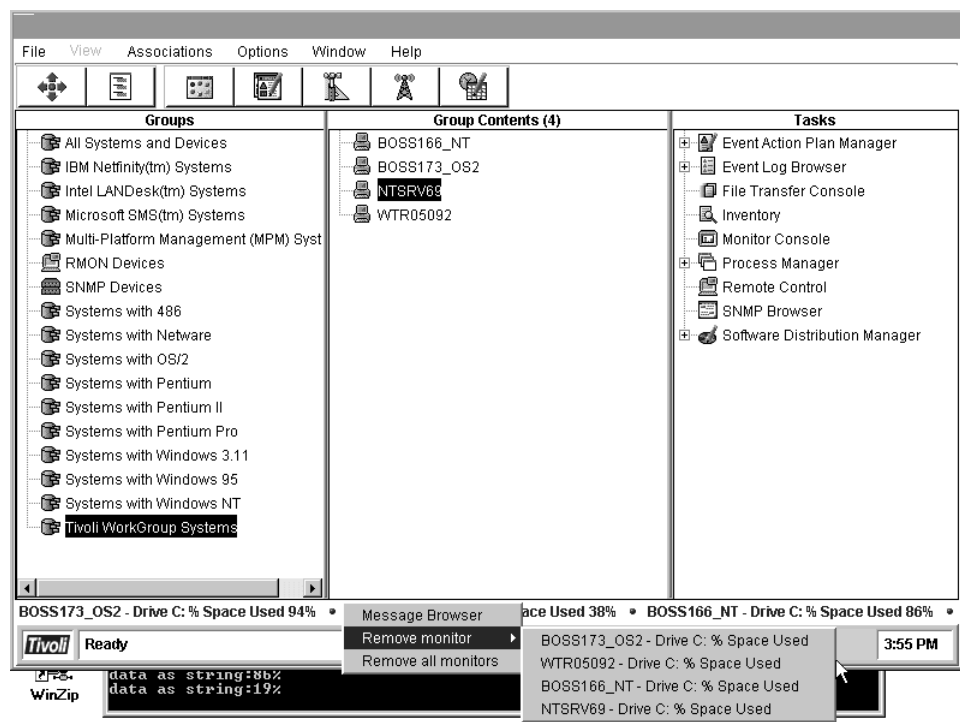 File View Associations Options Window Help
Groups
All Systems and Devices
IBM Netfinity(tm) Systems
Intel LANDesk(tm) Systems
Microsoft SMS(tm) Systems
Multi-Platform Management (MPM) Syst
RMON Devices
SNMP Devices
Systems with 486
Systems with Netware
Systems with OS/2
Systems with Pentium
Systems with Pentium II
Systems with Pentium Pro
Systems with Windows 3.11
Systems with Windows 95
Systems with Windows NT
Tivoli WorkGroup Systems
Group Contents (4)
BOSS166_NT
BOSS173_OS2
NTSRV69
WTR05092
Tasks
Event Action Plan Manager
Event Log Browser
File Transfer Console
Inventory
Monitor Console
Process Manager
Remote Control
SNMP Browser
Software Distribution Manager
BOSS173_OS2 - Drive C: % Space Used 94% • ace Used 38% • BOSS166_NT - Drive C: % Space Used 86% •
Message Browser
Remove monitor
Remove all monitors
BOSS173_OS2 - Drive C: % Space Used
WTR05092 - Drive C: % Space Used
BOSS166_NT - Drive C: % Space Used
NTSRV69 - Drive C: % Space Used
Tivoli Ready 3:55 PM
WinZip
data as string:86%
data as string:19%